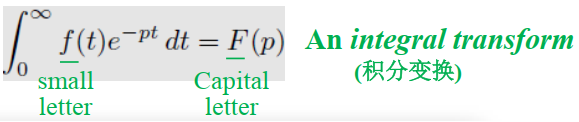 ∫₀^∞ f(t)e^{-pt} dt = F(p) An integral transform
(积分变换)
small Capital
letter letter